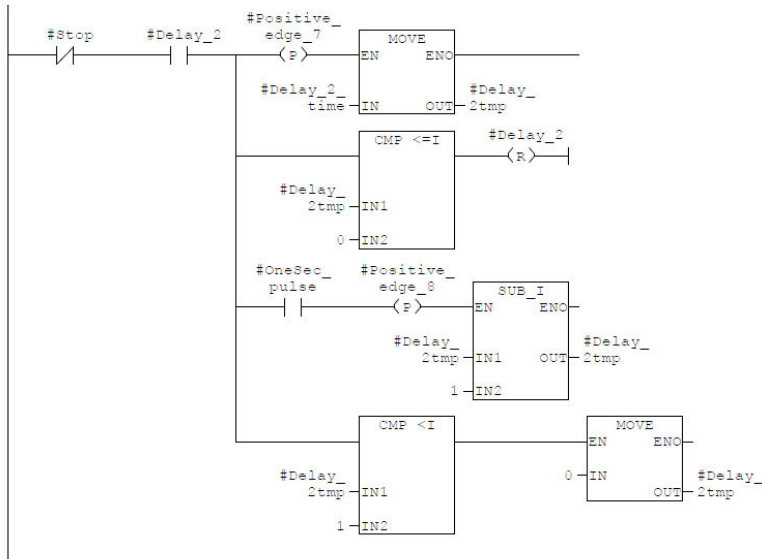 #Stop
#Delay_2
#Positive_
edge_7
P
MOVE
EN ENO
#Delay_2_
time IN OUT #Delay_
2tmp
CMP <=I
#Delay_2
R
#Delay_
2tmp IN1
0 IN2
#OneSec_
pulse
#Positive_
edge_8
P
SUB_I
EN ENO
#Delay_
2tmp IN1 OUT #Delay_
2tmp
1 IN2
CMP <I
MOVE
EN ENO
#Delay_
2tmp IN1
1 IN2
0 IN
OUT #Delay_
2tmp